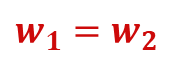 w₁ = w₂